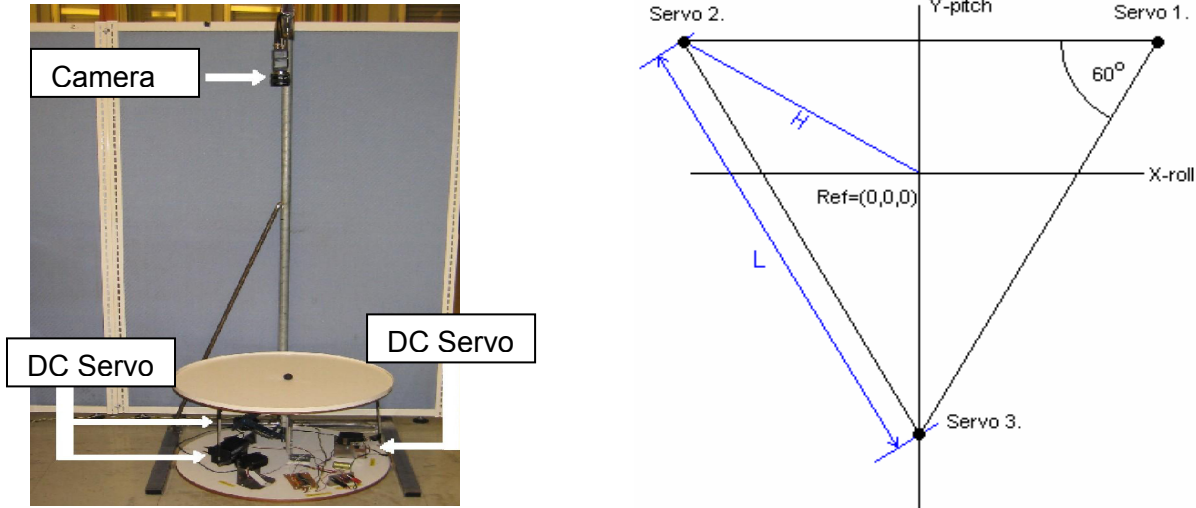 Camera
DC Servo
DC Servo
Servo 2.
Y-pitch
Servo 1.
60°
H
X-roll
Ref=(0,0,0)
L
Servo 3.